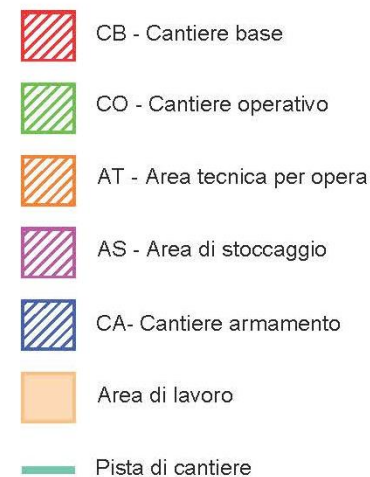 CB - Cantiere base
CO - Cantiere operativo
AT - Area tecnica per opera
AS - Area di stoccaggio
CA- Cantiere armamento
Area di lavoro
Pista di cantiere